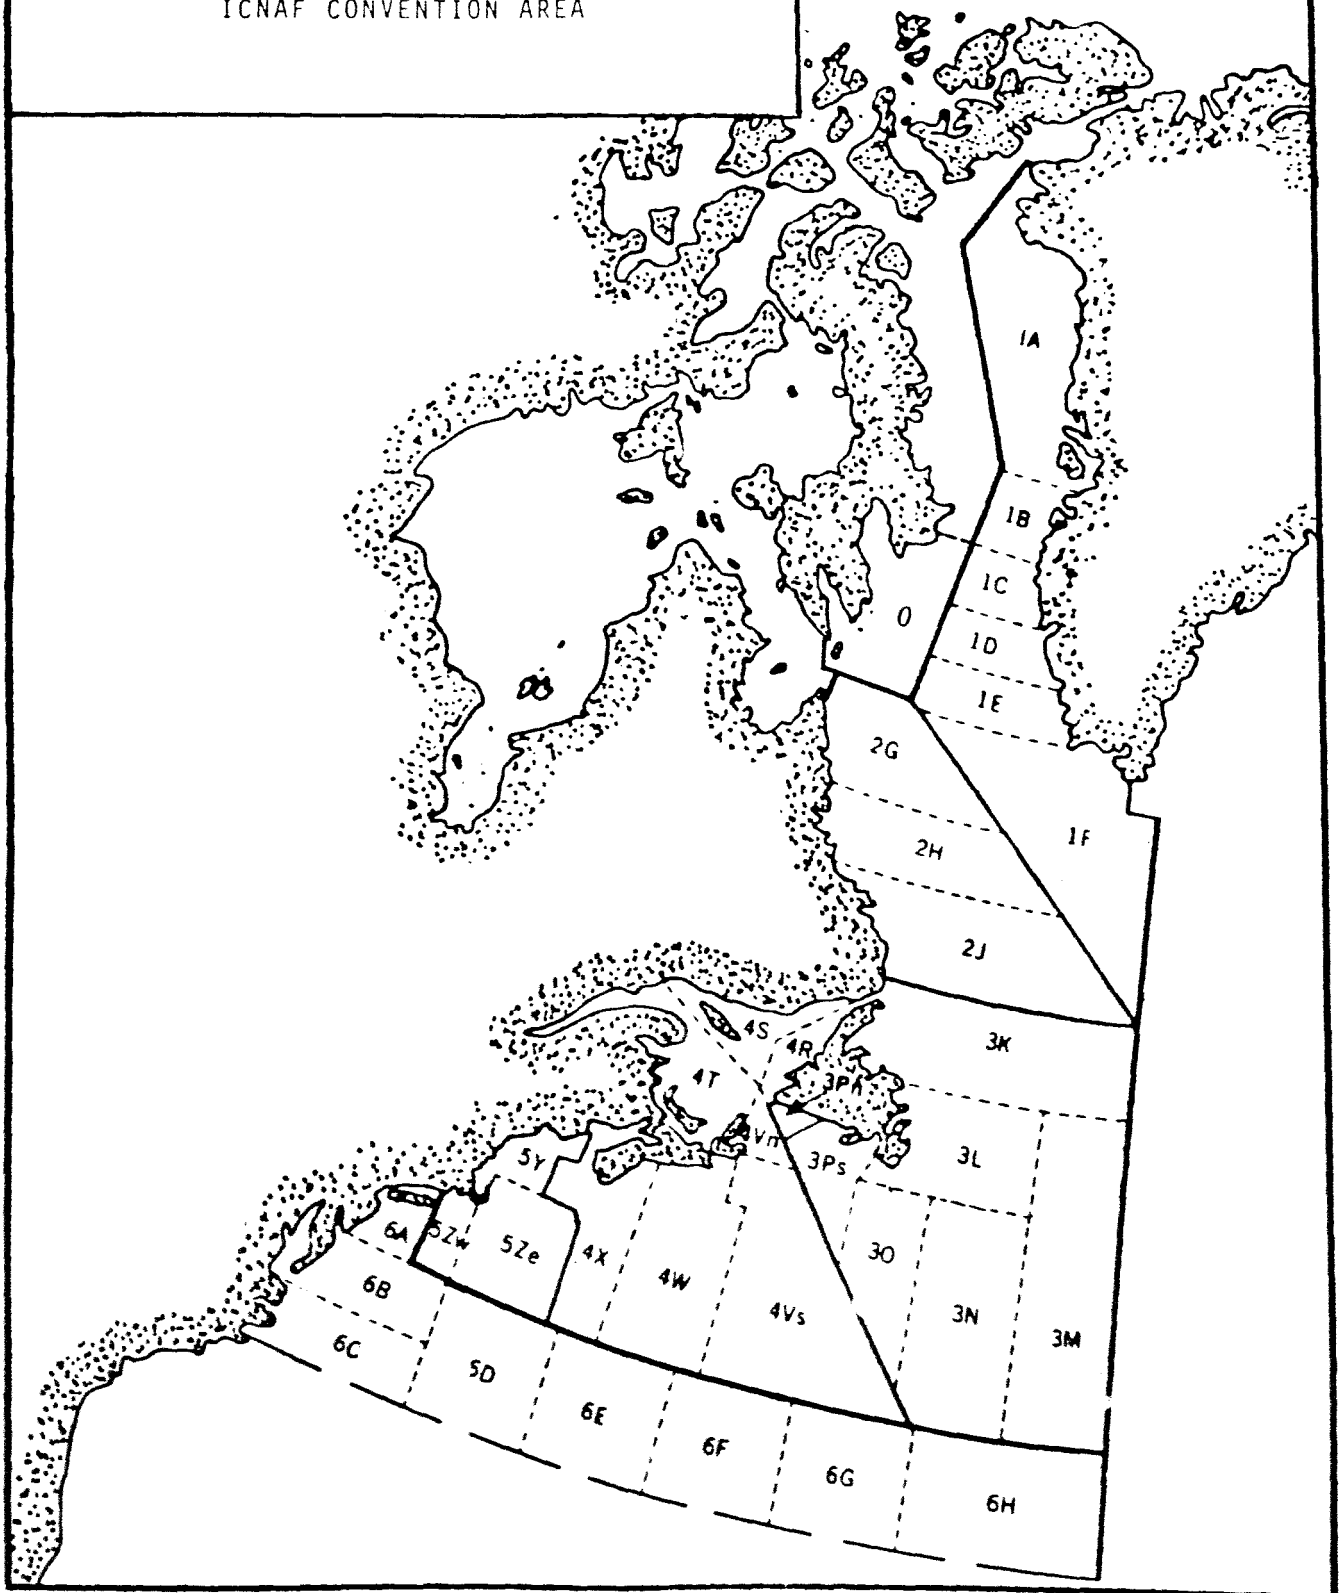 ICNAF CONVENTION AREA
1A
1B
1C
0
1D
1E
2G
1F
2H
2J
4S
4R
3K
4T
3Pn
4Vn
5Y
3Ps
3L
6A
5Zw
5Ze
4X
3O
6B
4W
4Vs
3N
3M
6C
5D
6E
6F
6G
6H